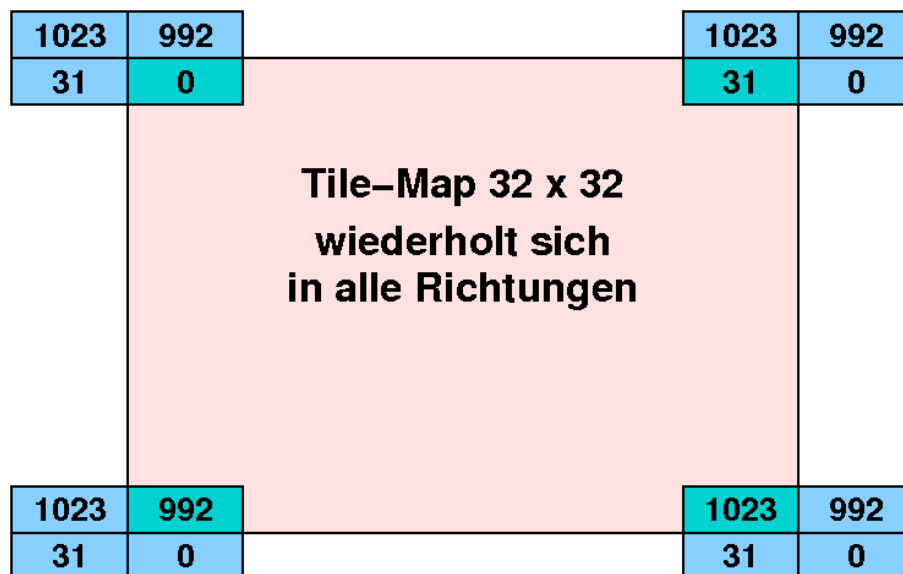 1023 992 1023 992
31 0 31 0
Tile–Map 32 x 32
wiederholt sich
in alle Richtungen
1023 992 1023 992
31 0 31 0